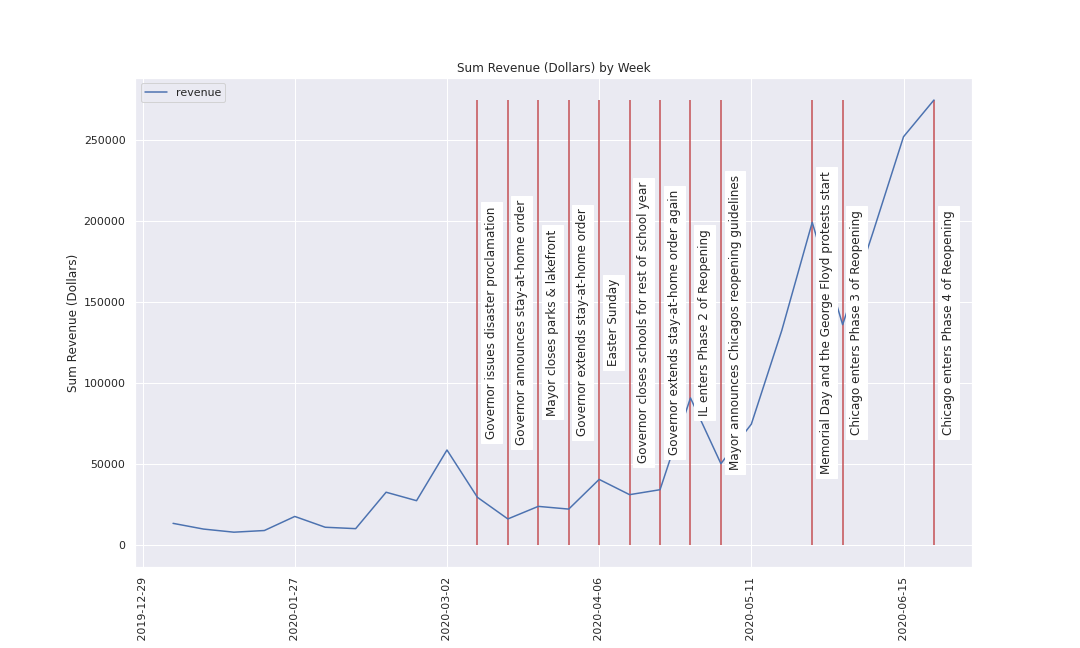 Sum Revenue (Dollars) by Week
revenue
Sum Revenue (Dollars)
250000
200000
150000
100000
50000
0
Governor issues disaster proclamation
Governor announces stay-at-home order
Mayor closes parks & lakefront
Governor extends stay-at-home order
Easter Sunday
Governor closes schools for rest of school year
Governor extends stay-at-home order again
IL enters Phase 2 of Reopening
Mayor announces Chicagos reopening guidelines
Memorial Day and the George Floyd protests start
Chicago enters Phase 3 of Reopening
Chicago enters Phase 4 of Reopening
2019-12-29
2020-01-27
2020-03-02
2020-04-06
2020-05-11
2020-06-15